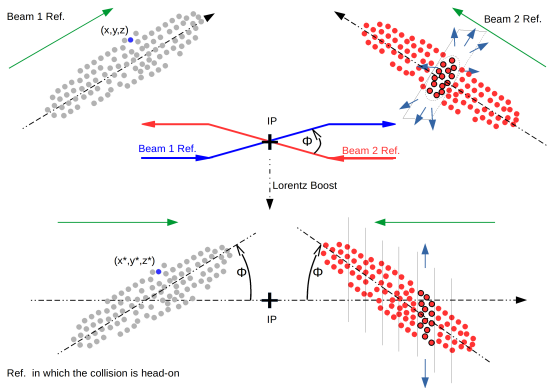 Beam 1 Ref.
Beam 2 Ref.
(x,y,z)
IP
Φ
Beam 1 Ref.
Beam 2 Ref.
Lorentz Boost
(x*,y*,z*)
Φ
Φ
IP
Ref. in which the collision is head-on